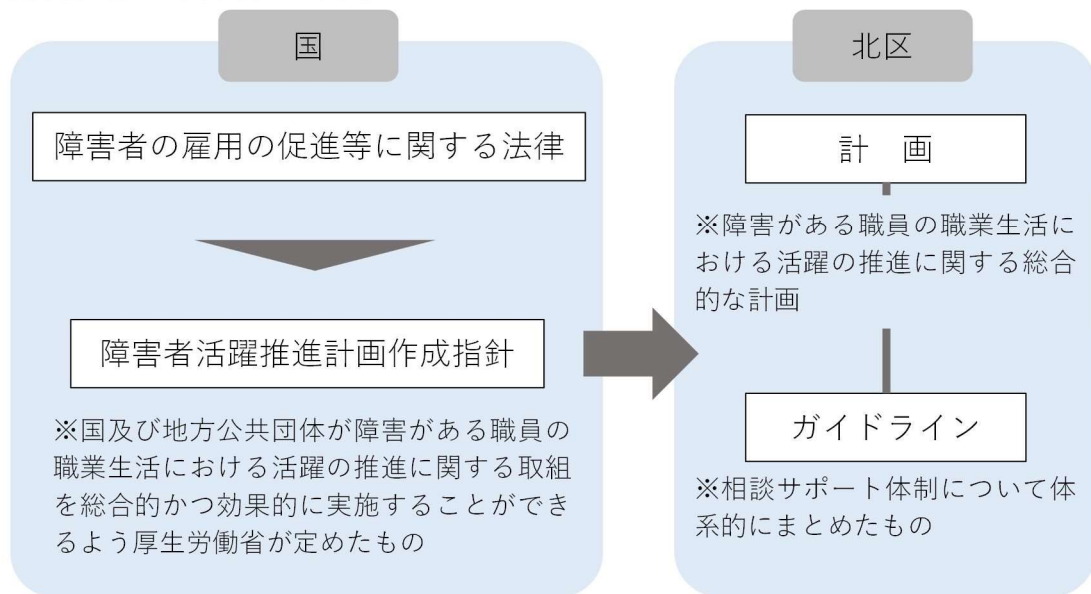 国
障害者の雇用の促進等に関する法律
障害者活躍推進計画作成指針
※国及び地方公共団体が障害がある職員の
職業生活における活躍の推進に関する取組
を総合的かつ効果的に実施することができ
るよう厚生労働省が定めたもの
北区
計　画
※障害がある職員の職業生活に
おける活躍の推進に関する総合
的な計画
ガイドライン
※相談サポート体制について体
系的にまとめたもの